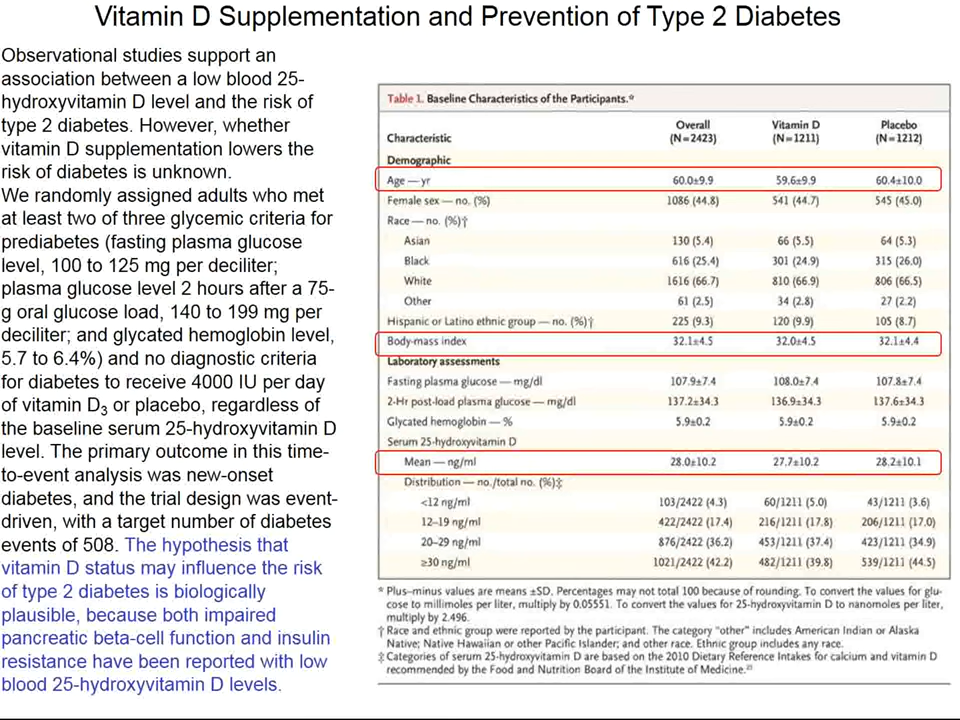 Vitamin D Supplementation and Prevention of Type 2 Diabetes
Observational studies support an
association between a low blood 25-
hydroxyvitamin D level and the risk of
type 2 diabetes. However, whether
vitamin D supplementation lowers the
risk of diabetes is unknown.
We randomly assigned adults who met
at least two of three glycemic criteria for
prediabetes (fasting plasma glucose
level, 100 to 125 mg per deciliter;
plasma glucose level 2 hours after a 75-
g oral glucose load, 140 to 199 mg per
deciliter; and glycated hemoglobin level,
5.7 to 6.4%) and no diagnostic criteria
for diabetes to receive 4000 IU per day
of vitamin D₃ or placebo, regardless of
the baseline serum 25-hydroxyvitamin D
level. The primary outcome in this time-
to-event analysis was new-onset
diabetes, and the trial design was event-
driven, with a target number of diabetes
events of 508. The hypothesis that
vitamin D status may influence the risk
of type 2 diabetes is biologically
plausible, because both impaired
pancreatic beta-cell function and insulin
resistance have been reported with low
blood 25-hydroxyvitamin D levels.
Table 1. Baseline Characteristics of the Participants.*
Characteristic Overall (N=2423) Vitamin D (N=1211) Placebo (N=1212)
Demographic
Age — yr 60.0±9.9 59.6±9.9 60.4±10.0
Female sex — no. (%) 1086 (44.8) 541 (44.7) 545 (45.0)
Race — no. (%)†
Asian 130 (5.4) 66 (5.5) 64 (5.3)
Black 616 (25.4) 301 (24.9) 315 (26.0)
White 1616 (66.7) 810 (66.9) 806 (66.5)
Other 61 (2.5) 34 (2.8) 27 (2.2)
Hispanic or Latino ethnic group — no. (%)† 225 (9.3) 120 (9.9) 105 (8.7)
Body-mass index 32.1±4.5 32.0±4.5 32.1±4.4
Laboratory assessments
Fasting plasma glucose — mg/dl 107.9±7.4 108.0±7.4 107.8±7.4
2-Hr post-load plasma glucose — mg/dl 137.2±34.3 136.9±34.3 137.6±34.3
Glycated hemoglobin — % 5.9±0.2 5.9±0.2 5.9±0.2
Serum 25-hydroxyvitamin D
Mean — ng/ml 28.0±10.2 27.7±10.2 28.2±10.1
Distribution — no./total no. (%)‡
<12 ng/ml 103/2422 (4.3) 60/1211 (5.0) 43/1211 (3.6)
12–19 ng/ml 422/2422 (17.4) 216/1211 (17.8) 206/1211 (17.0)
20–29 ng/ml 876/2422 (36.2) 453/1211 (37.4) 423/1211 (34.9)
≥30 ng/ml 1021/2422 (42.2) 482/1211 (39.8) 539/1211 (44.5)
* Plus–minus values are means ±SD. Percentages may not total 100 because of rounding. To convert the values for glu-
cose to millimoles per liter, multiply by 0.05551. To convert the values for 25-hydroxyvitamin D to nanomoles per liter,
multiply by 2.496.
† Race and ethnic group were reported by the participant. The category "other" includes American Indian or Alaska
Native; Native Hawaiian or other Pacific Islander; and other race. Ethnic group includes any race.
‡ Categories of serum 25-hydroxyvitamin D are based on the 2010 Dietary Reference Intakes for calcium and vitamin D
recommended by the Food and Nutrition Board of the Institute of Medicine.